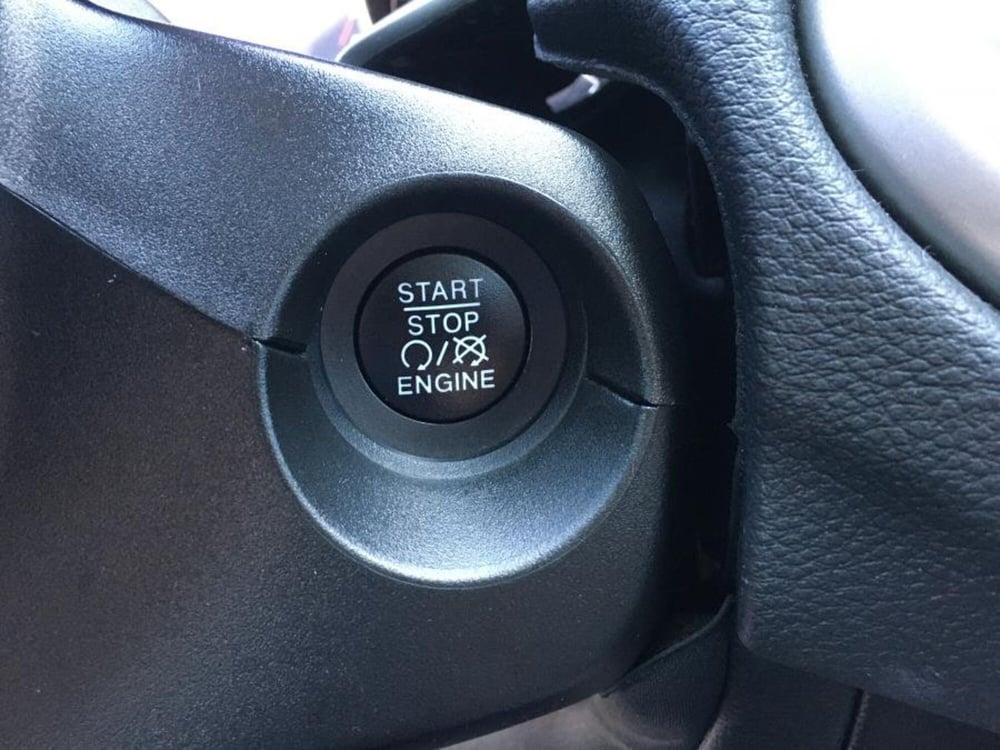 START
STOP
/
ENGINE